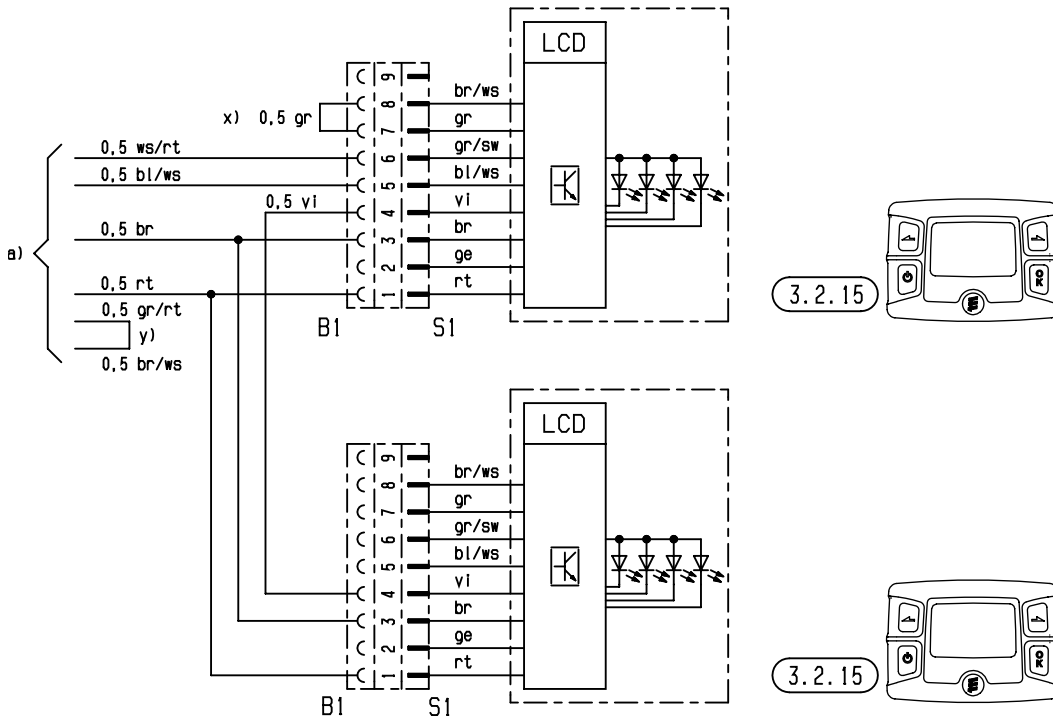 LCD
9
8 br/ws
x) 0,5 gr
7 gr
0,5 ws/rt
6 gr/sw
0,5 bl/ws
5 bl/ws
0,5 vi
4 vi
a)
0,5 br
3 br
2 ge
0,5 rt
1 rt
0,5 gr/rt
B1 S1
y)
0,5 br/ws
OK
3.2.15
LCD
9
8 br/ws
7 gr
6 gr/sw
5 bl/ws
4 vi
3 br
2 ge
1 rt
B1 S1
OK
3.2.15